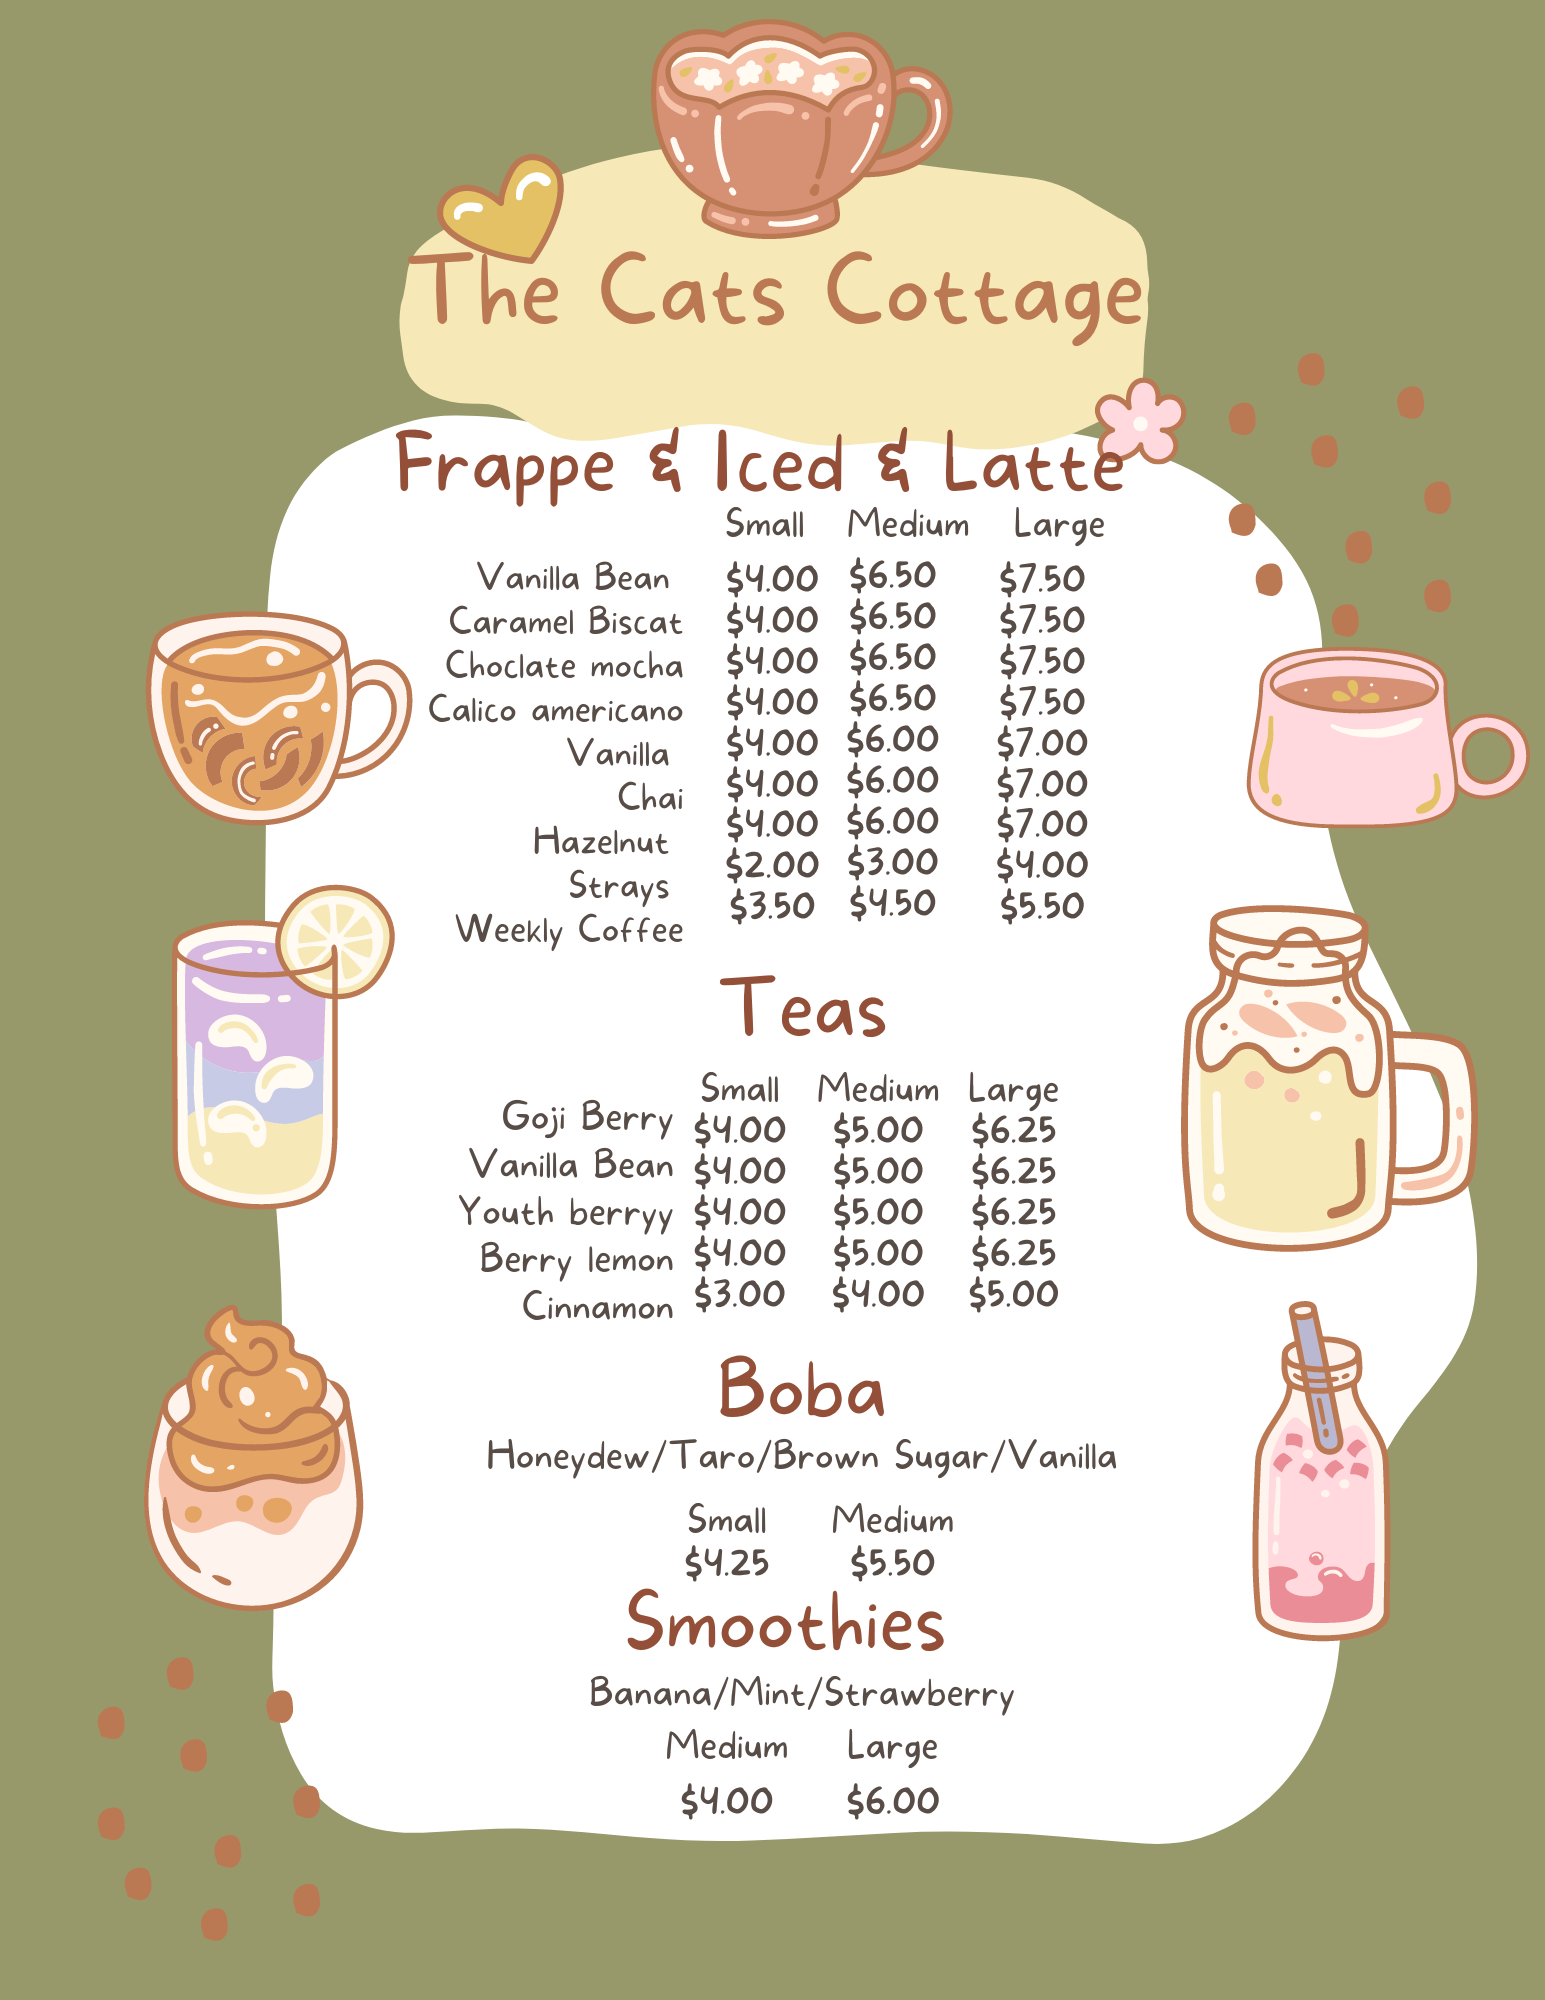 The Cats Cottage
Frappe & Iced & Latte
Small Medium Large
Vanilla Bean $4.00 $6.50 $7.50
Caramel Biscat $4.00 $6.50 $7.50
Choclate mocha $4.00 $6.50 $7.50
Calico americano $4.00 $6.50 $7.50
Vanilla $4.00 $6.00 $7.00
Chai $4.00 $6.00 $7.00
Hazelnut $4.00 $6.00 $7.00
Strays $2.00 $3.00 $4.00
Weekly Coffee $3.50 $4.50 $5.50
Teas
Small Medium Large
Goji Berry $4.00 $5.00 $6.25
Vanilla Bean $4.00 $5.00 $6.25
Youth berryy $4.00 $5.00 $6.25
Berry lemon $4.00 $5.00 $6.25
Cinnamon $3.00 $4.00 $5.00
Boba
Honeydew/Taro/Brown Sugar/Vanilla
Small Medium
$4.25 $5.50
Smoothies
Banana/Mint/Strawberry
Medium Large
$4.00 $6.00